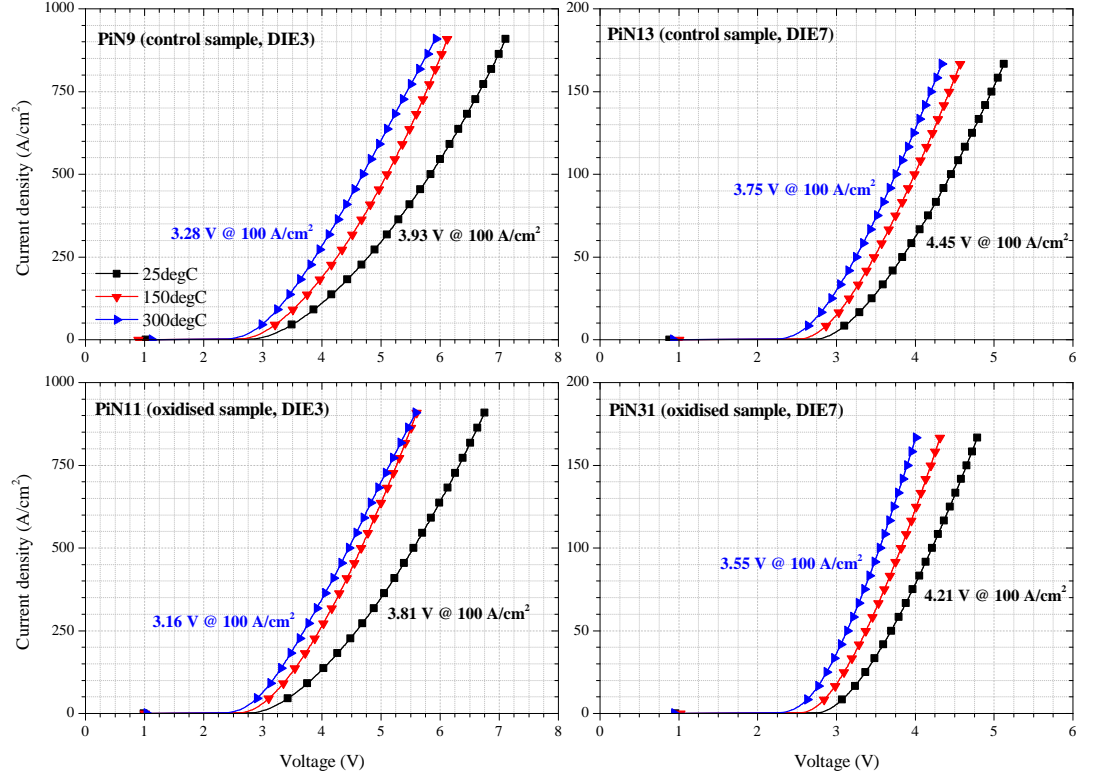 PiN9 (control sample, DIE3)
3.28 V @ 100 A/cm²
3.93 V @ 100 A/cm²
25degC
150degC
300degC
Current density (A/cm²)
1000
750
500
250
0
0 1 2 3 4 5 6 7 8
PiN13 (control sample, DIE7)
3.75 V @ 100 A/cm²
4.45 V @ 100 A/cm²
200
150
100
50
0
0 1 2 3 4 5 6
PiN11 (oxidised sample, DIE3)
3.16 V @ 100 A/cm²
3.81 V @ 100 A/cm²
Current density (A/cm²)
1000
750
500
250
0
0 1 2 3 4 5 6 7 8
Voltage (V)
PiN31 (oxidised sample, DIE7)
3.55 V @ 100 A/cm²
4.21 V @ 100 A/cm²
200
150
100
50
0
0 1 2 3 4 5 6
Voltage (V)